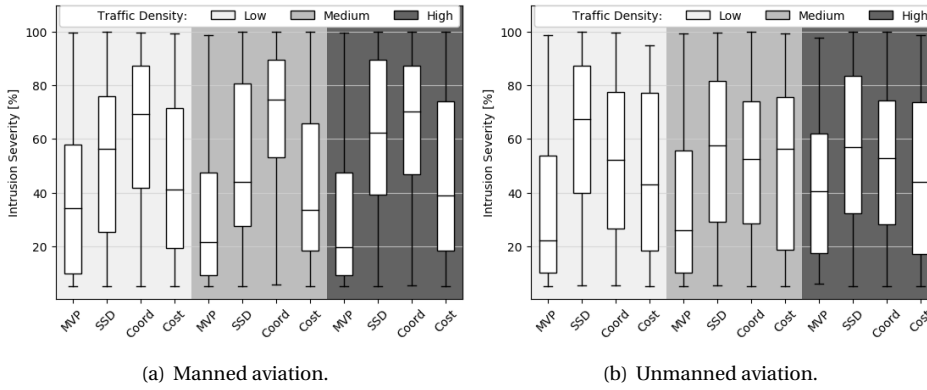 Traffic Density: Low Medium High
Intrusion Severity [%]
100
80
60
40
20
MVP SSD Coord Cost MVP SSD Coord Cost MVP SSD Coord Cost
(a) Manned aviation.
Traffic Density: Low Medium High
Intrusion Severity [%]
100
80
60
40
20
MVP SSD Coord Cost MVP SSD Coord Cost MVP SSD Coord Cost
(b) Unmanned aviation.